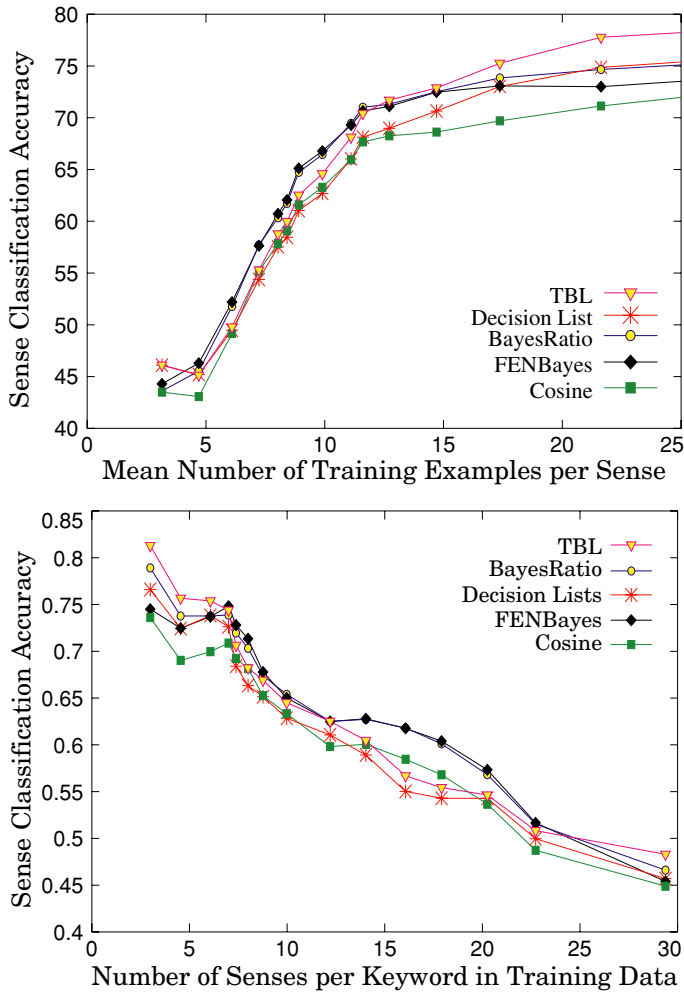 80
75
70
65
60
55
50
45
40
Sense Classification Accuracy
TBL
Decision List
BayesRatio
FENBayes
Cosine
0 5 10 15 20 25
Mean Number of Training Examples per Sense
0.85
0.8
0.75
0.7
0.65
0.6
0.55
0.5
0.45
0.4
Sense Classification Accuracy
TBL
BayesRatio
Decision Lists
FENBayes
Cosine
0 5 10 15 20 25 30
Number of Senses per Keyword in Training Data